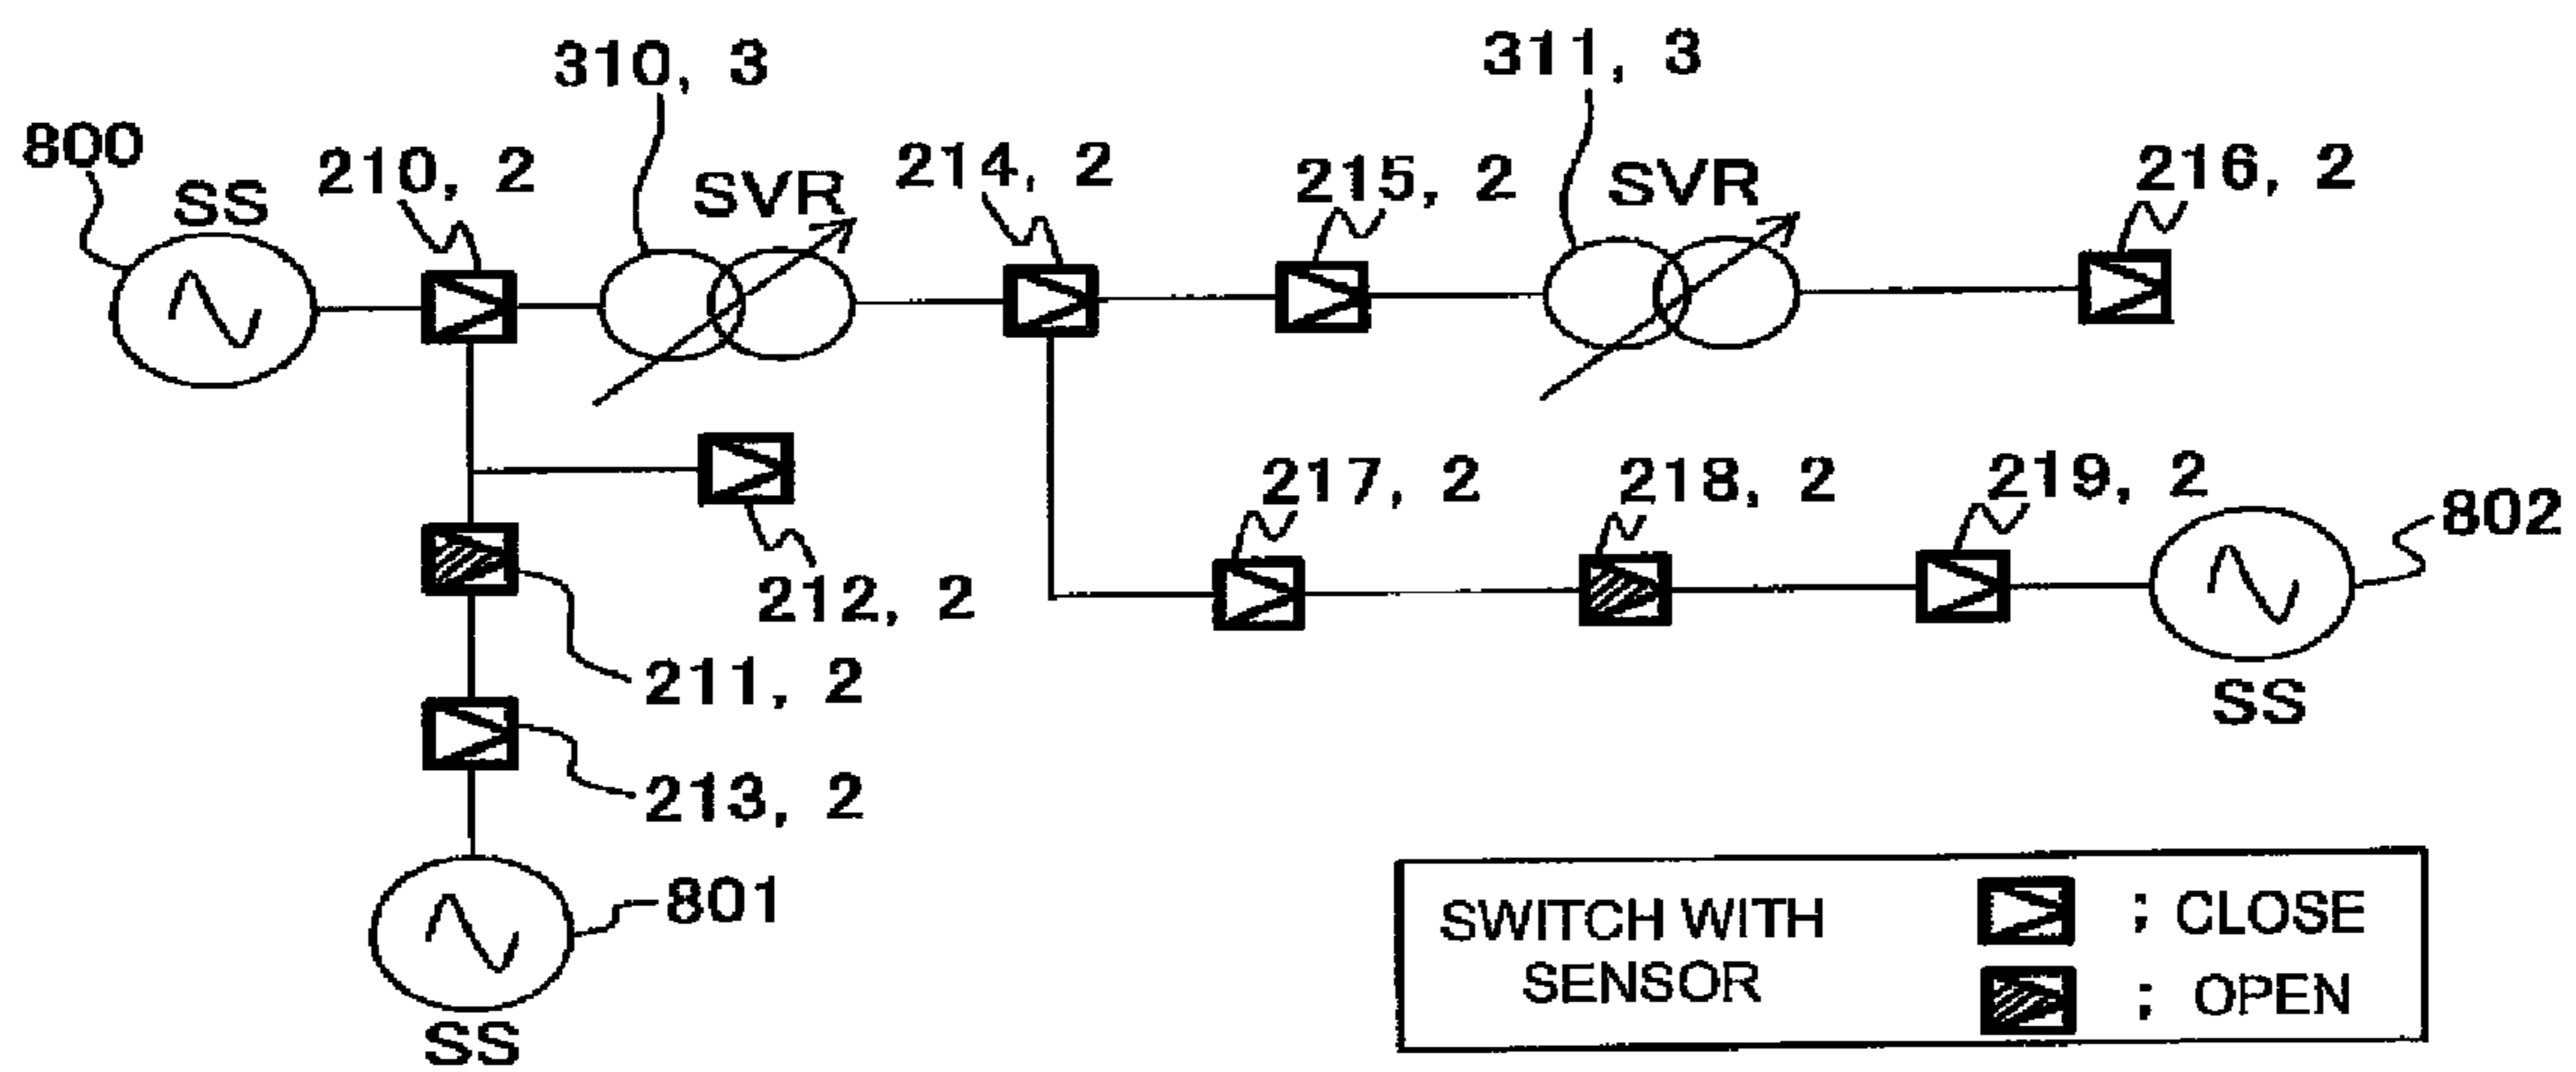 310, 3
311, 3
800
SS
210, 2
SVR
214, 2
215, 2
SVR
216, 2
217, 2
218, 2
219, 2
802
212, 2
211, 2
SS
213, 2
801
SS
SWITCH WITH
SENSOR
; CLOSE
; OPEN